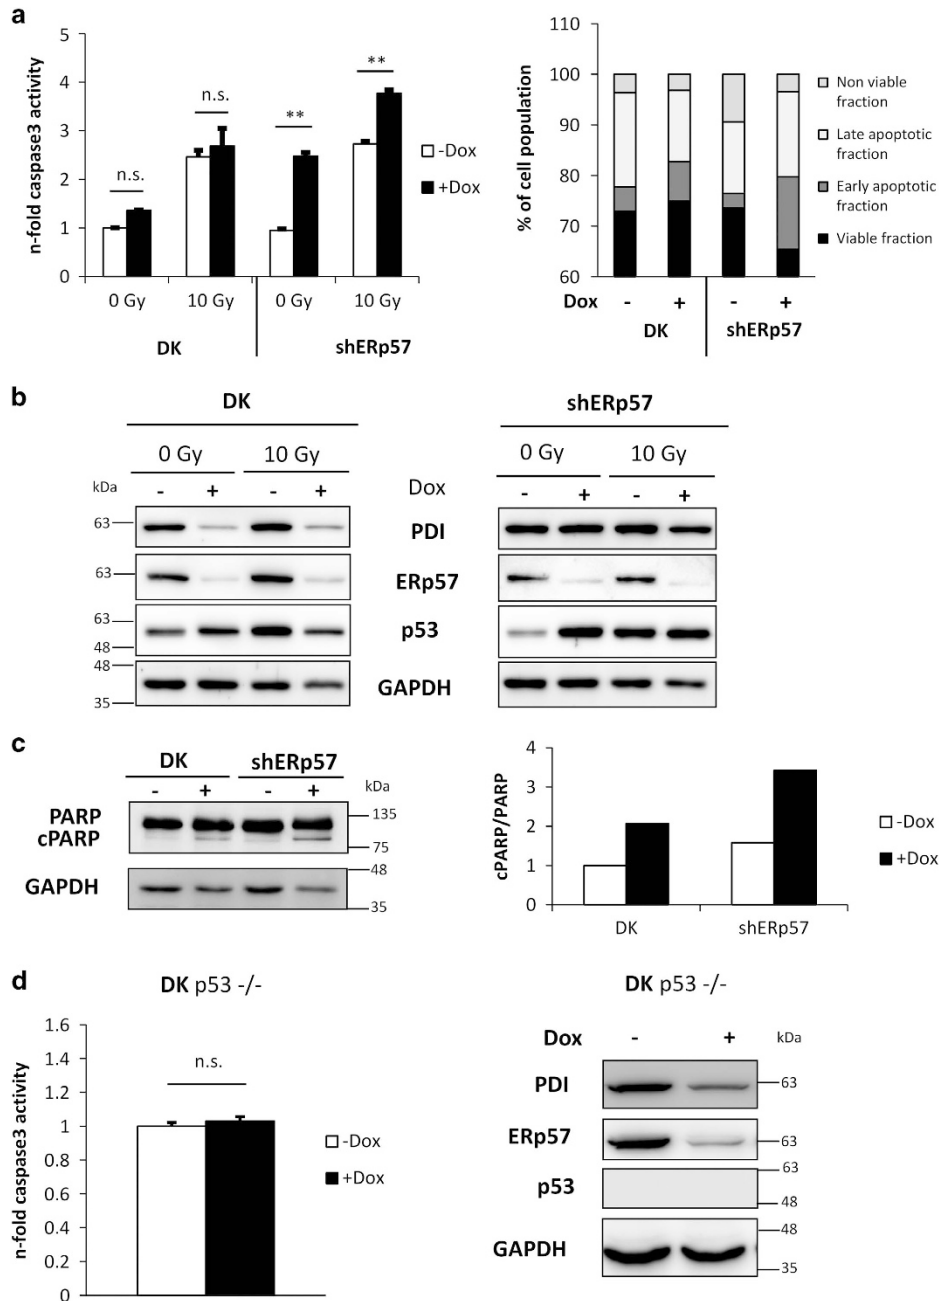 a
n-fold caspase3 activity
5
4
3
2
1
0
n.s.
n.s.
**
**
-Dox
+Dox
0 Gy
10 Gy
0 Gy
10 Gy
DK
shERp57
% of cell population
110
100
90
80
70
60
Non viable
fraction
Late apoptotic
fraction
Early apoptotic
fraction
Viable fraction
Dox
-
+
-
+
DK
shERp57
b
DK
shERp57
0 Gy
10 Gy
0 Gy
10 Gy
kDa
-
+
-
+
Dox
-
+
-
+
63
PDI
63
ERp57
63
48
p53
48
35
GAPDH
c
DK
shERp57
-
+
-
+
kDa
PARP
cPARP
135
75
GAPDH
48
35
cPARP/PARP
4
3
2
1
0
DK
shERp57
-Dox
+Dox
d
DK p53 -/-
n-fold caspase3 activity
1.6
1.4
1.2
1
0.8
0.6
0.4
0.2
0
n.s.
-Dox
+Dox
DK p53 -/-
Dox
-
+
kDa
PDI
63
ERp57
63
p53
63
48
GAPDH
48
35